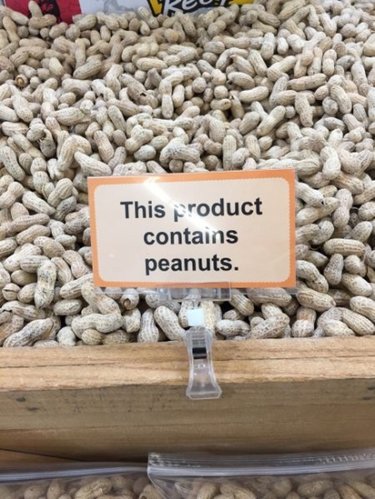 This product
contains
peanuts.